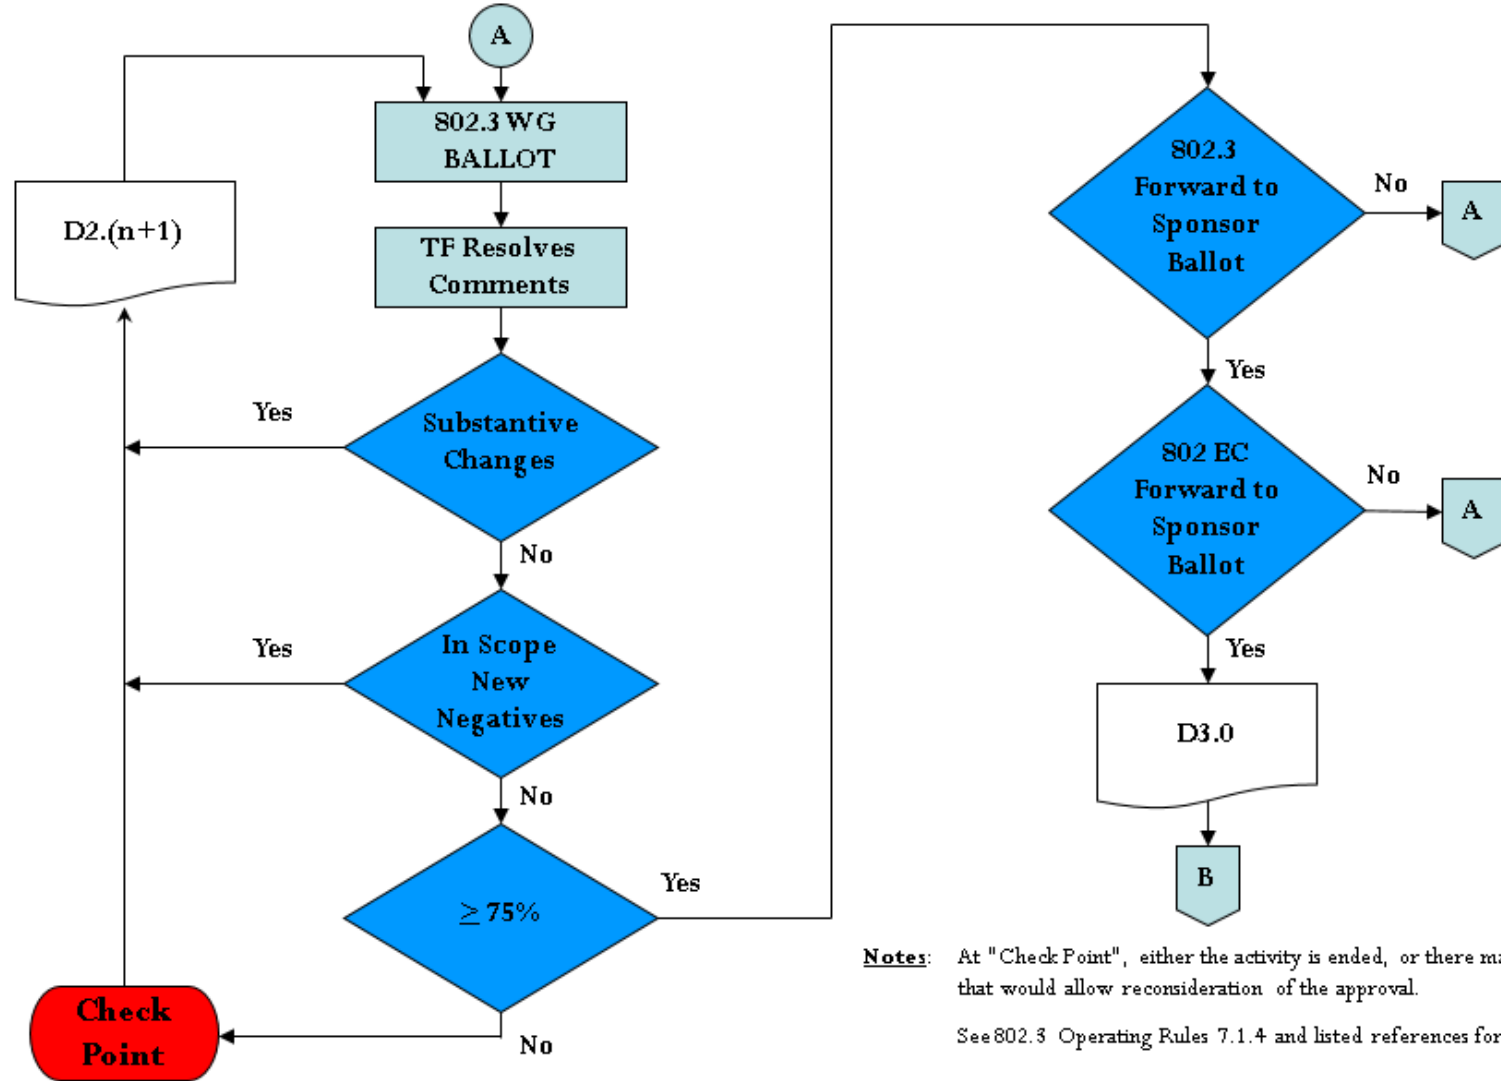 A
802.3 WG
BALLOT
D2.(n+1)
TF Resolves
Comments
Substantive
Changes
Yes
No
In Scope
New
Negatives
Yes
No
≥ 75%
Yes
No
Check
Point
802.3
Forward to
Sponsor
Ballot
No
A
Yes
802 EC
Forward to
Sponsor
Ballot
No
A
Yes
D3.0
B
Notes: At "Check Point", either the activity is ended, or there
that would allow reconsideration of the approval.
See 802.3 Operating Rules 7.1.4 and listed references for